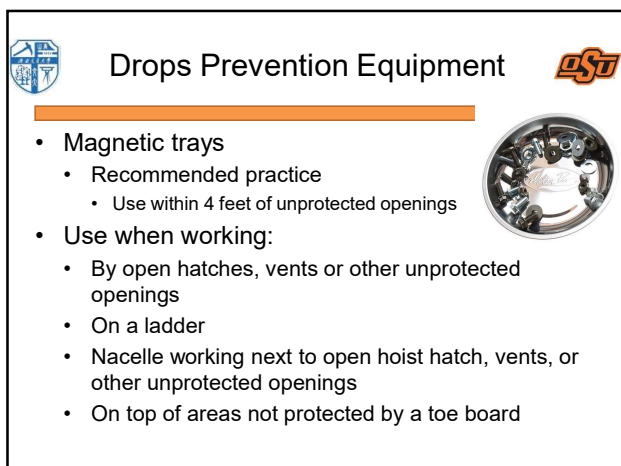 Drops Prevention Equipment
OSU
• Magnetic trays
• Recommended practice
• Use within 4 feet of unprotected openings
• Use when working:
• By open hatches, vents or other unprotected
openings
• On a ladder
• Nacelle working next to open hoist hatch, vents, or
other unprotected openings
• On top of areas not protected by a toe board